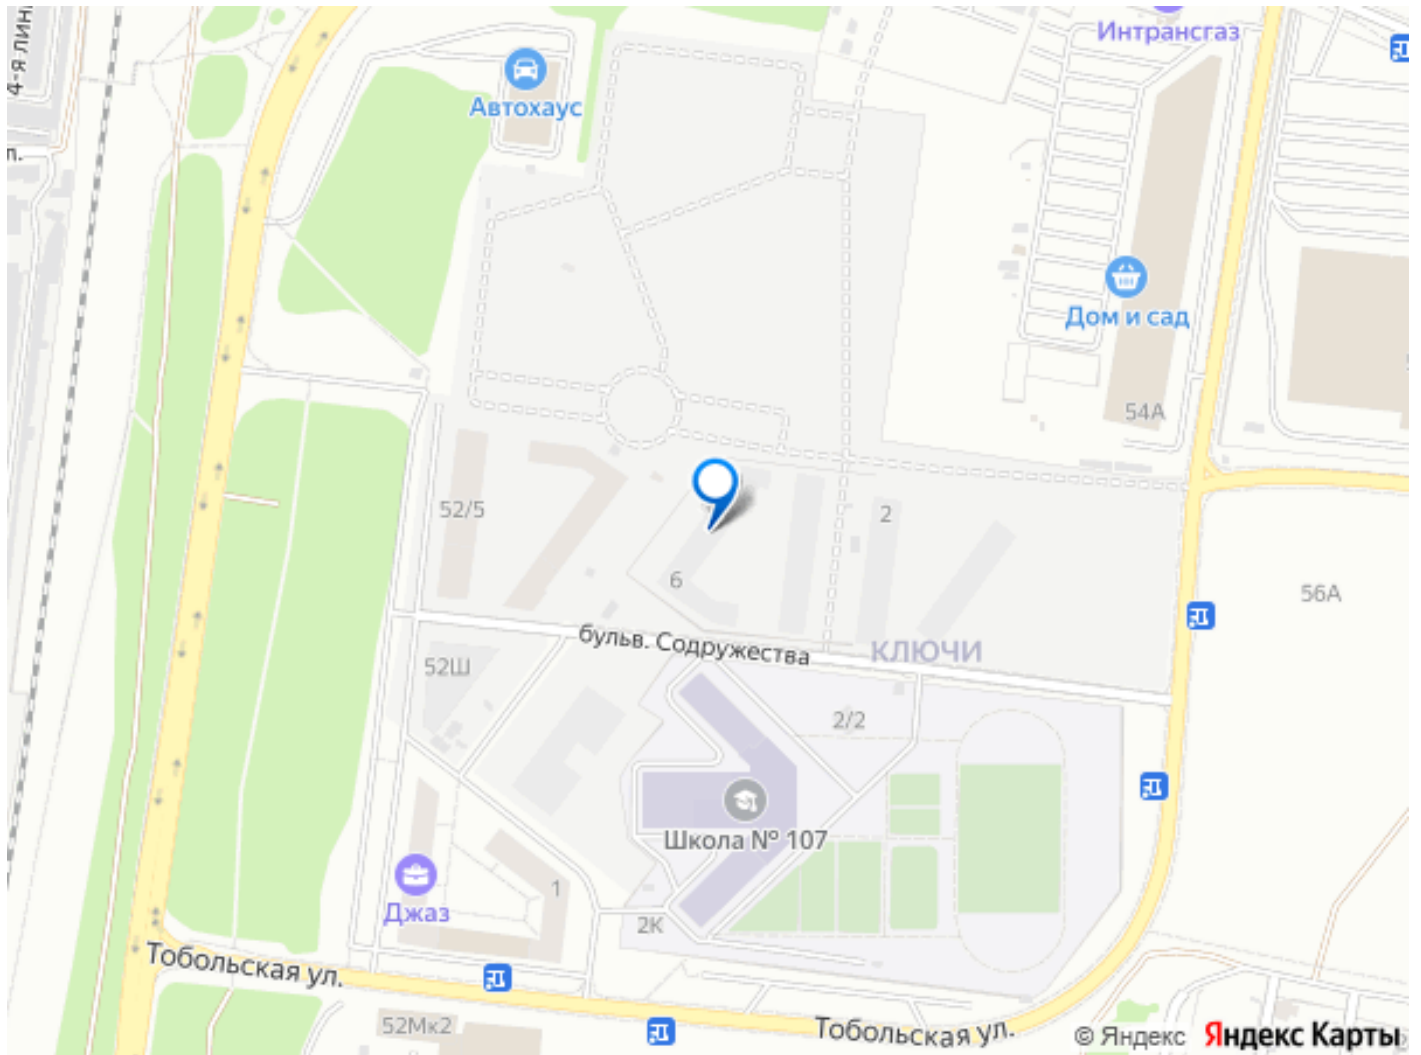 4-я лин
Интрансгаз
Автохаус
Дом и сад
54А
52/5
2
6
56А
бульв. Содружества
КЛЮЧИ
52Ш
2/2
Школа № 107
1
Джаз
2К
Тобольская ул.
52Мк2
Тобольская ул.
© Яндекс Яндекс Карты